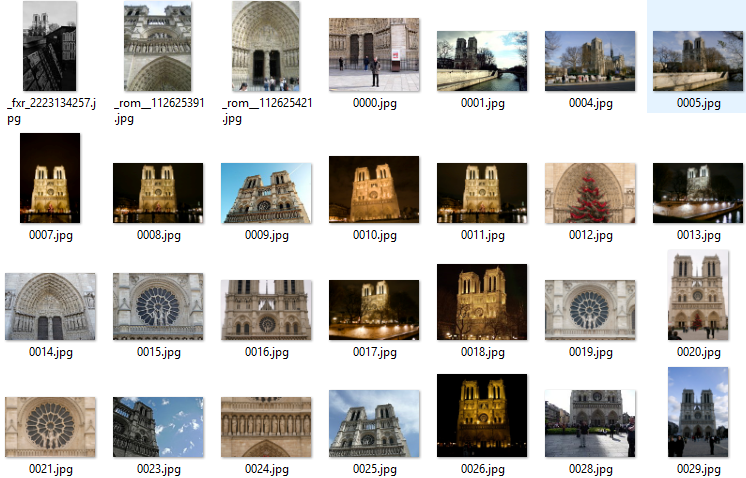 _fxr_2223134257.j
pg
_rom__112625391
.jpg
_rom__112625421
.jpg
0000.jpg
0001.jpg
0004.jpg
0005.jpg
0007.jpg
0008.jpg
0009.jpg
0010.jpg
0011.jpg
0012.jpg
0013.jpg
0014.jpg
0015.jpg
0016.jpg
0017.jpg
0018.jpg
0019.jpg
0020.jpg
0021.jpg
0023.jpg
0024.jpg
0025.jpg
0026.jpg
0028.jpg
0029.jpg